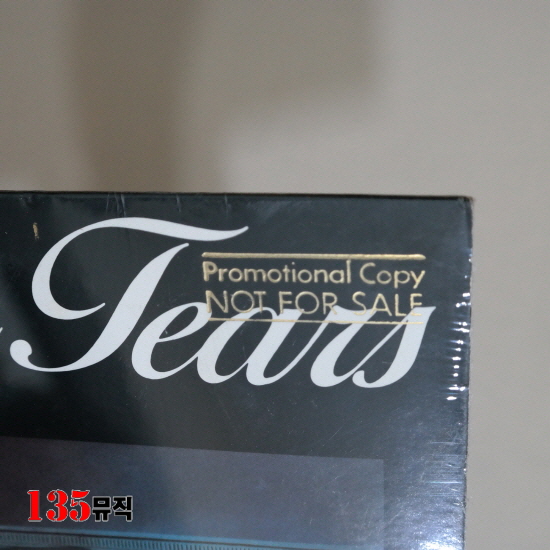 Tears
Promotional Copy
NOT FOR SALE
135뮤직